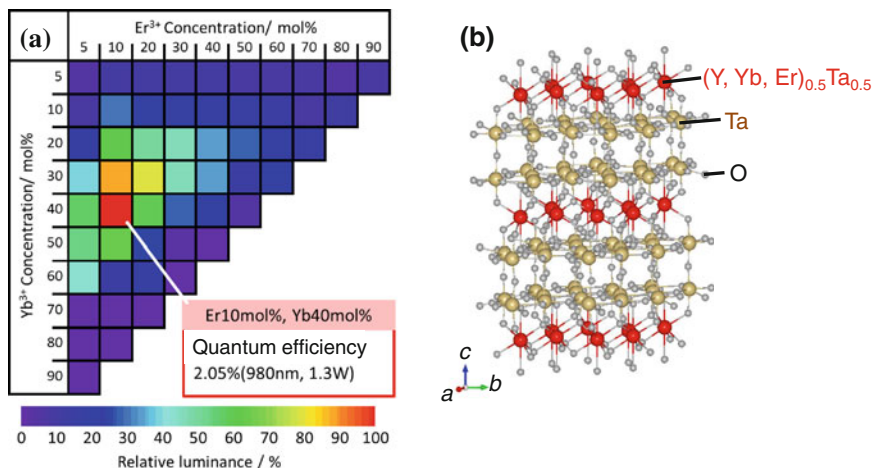 (a)
Er³⁺ Concentration/ mol%
5 10 20 30 40 50 60 70 80 90
Yb³⁺ Concentration/ mol%
5
10
20
30
40
50
60
70
80
90
Er10mol%, Yb40mol%
Quantum efficiency
2.05%(980nm, 1.3W)
0 10 20 30 40 50 60 70 80 90 100
Relative luminance / %
(b)
(Y, Yb, Er)₀.₅Ta₀.₅
Ta
O
c
a
b